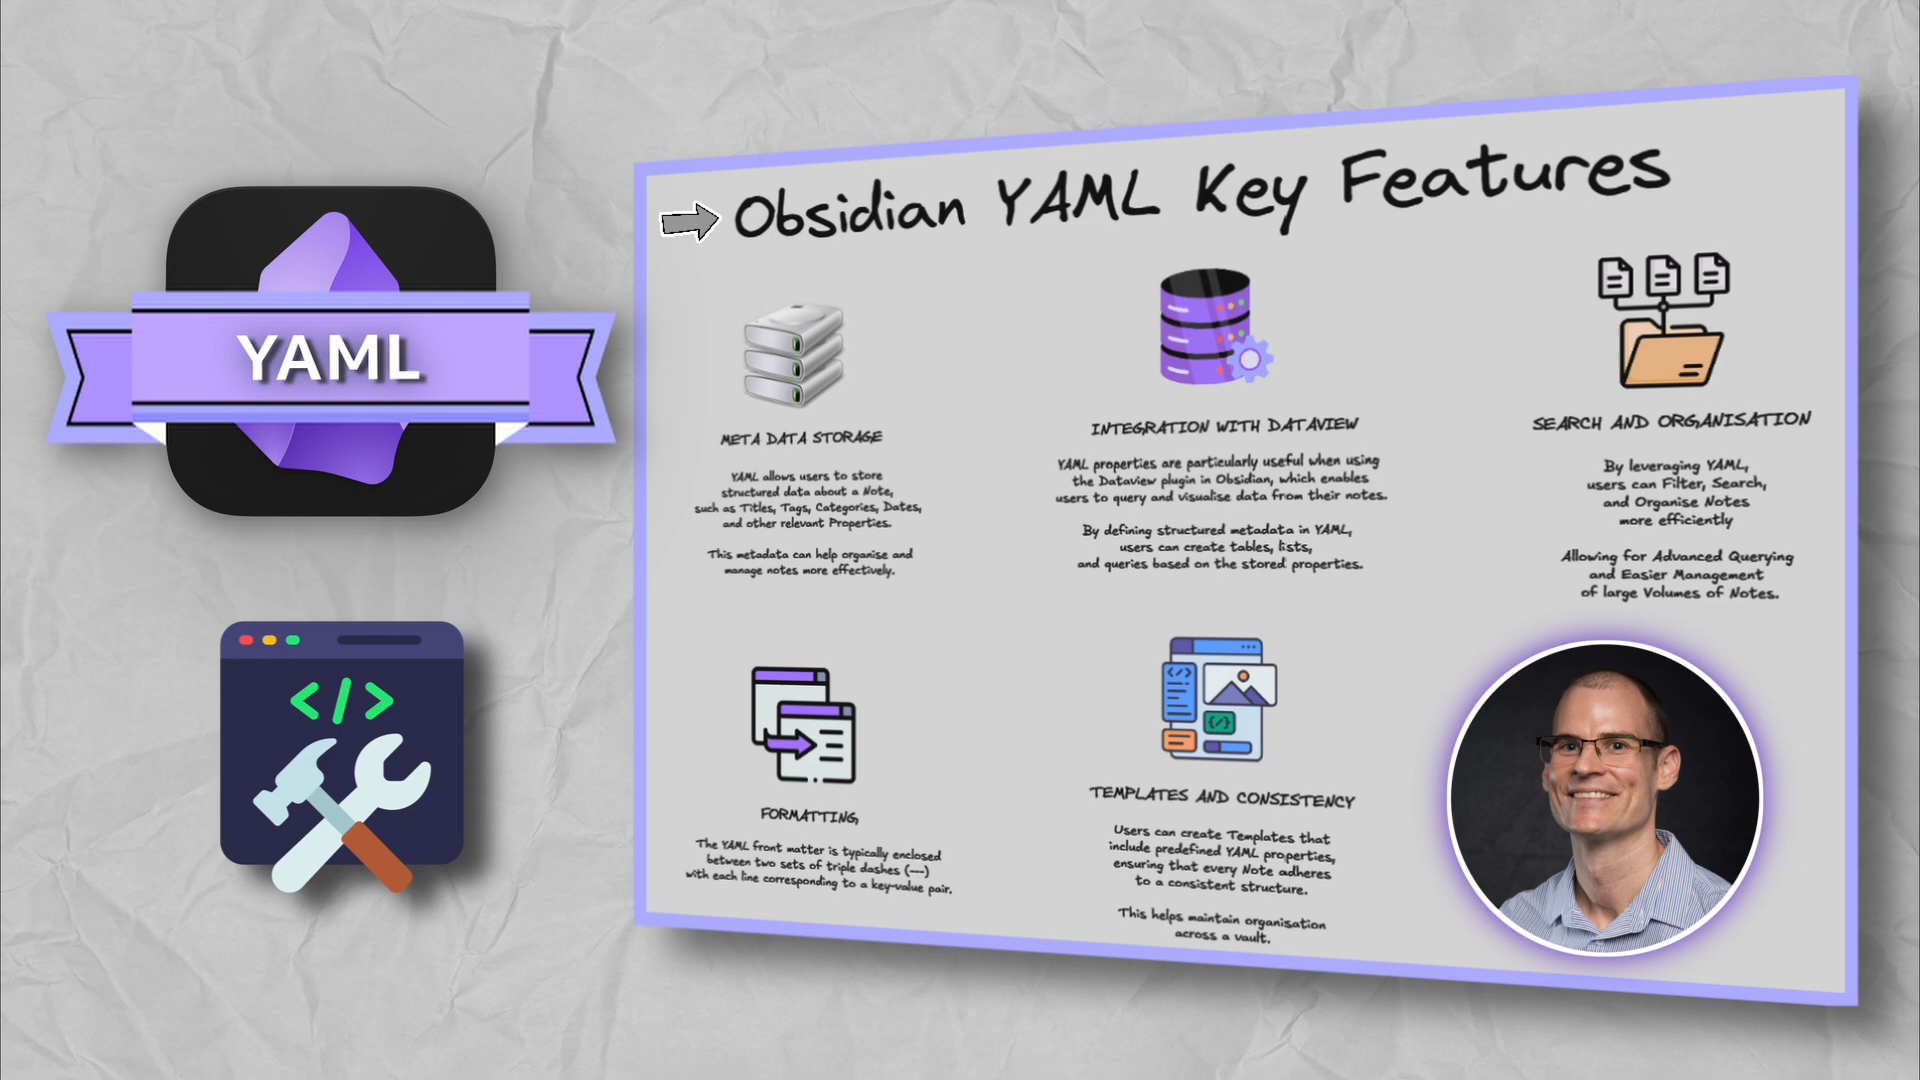 YAML
Obsidian YAML Key Features
META DATA STORAGE
YAML allows users to store
structured data about a Note,
such as Titles, Tags, Categories, Dates,
and other relevant Properties.
This metadata can help organise and
manage notes more effectively.
INTEGRATION WITH DATAVIEW
YAML properties are particularly useful when using
the Dataview plugin in Obsidian, which enables
users to query and visualise data from their notes.
By defining structured metadata in YAML,
users can create tables, lists,
and queries based on the stored properties.
SEARCH AND ORGANISATION
By leveraging YAML,
users can Filter, Search,
and Organise Notes
more efficiently
Allowing for Advanced Querying
and Easier Management
of large Volumes of Notes.
FORMATTING
The YAML front matter is typically enclosed
between two sets of triple dashes (---)
with each line corresponding to a key-value pair.
TEMPLATES AND CONSISTENCY
Users can create Templates that
include predefined YAML properties,
ensuring that every Note adheres
to a consistent structure.
This helps maintain organisation
across a vault.